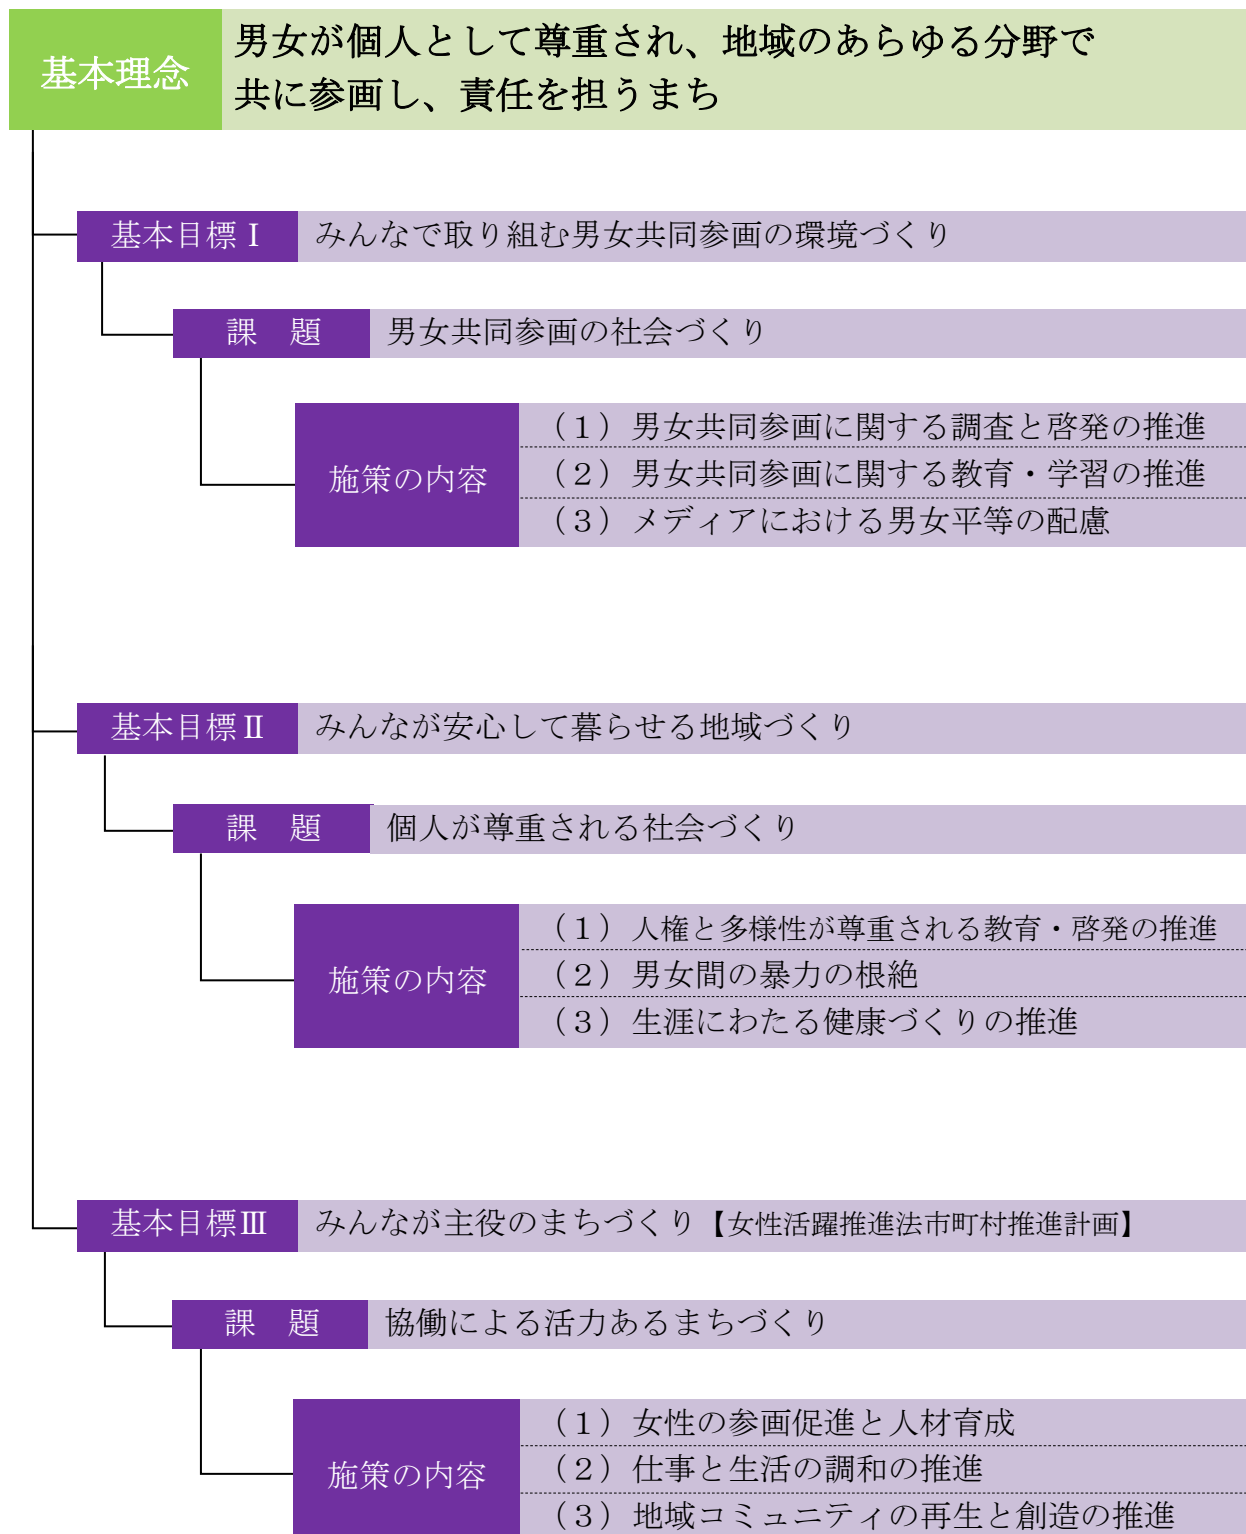 基本理念
男女が個人として尊重され、地域のあらゆる分野で
共に参画し、責任を担うまち
基本目標Ⅰ
みんなで取り組む男女共同参画の環境づくり
課　題
男女共同参画の社会づくり
施策の内容
（１）男女共同参画に関する調査と啓発の推進
（２）男女共同参画に関する教育・学習の推進
（３）メディアにおける男女平等の配慮
基本目標Ⅱ
みんなが安心して暮らせる地域づくり
課　題
個人が尊重される社会づくり
施策の内容
（１）人権と多様性が尊重される教育・啓発の推進
（２）男女間の暴力の根絶
（３）生涯にわたる健康づくりの推進
基本目標Ⅲ
みんなが主役のまちづくり【女性活躍推進法市町村推進計画】
課　題
協働による活力あるまちづくり
施策の内容
（１）女性の参画促進と人材育成
（２）仕事と生活の調和の推進
（３）地域コミュニティの再生と創造の推進